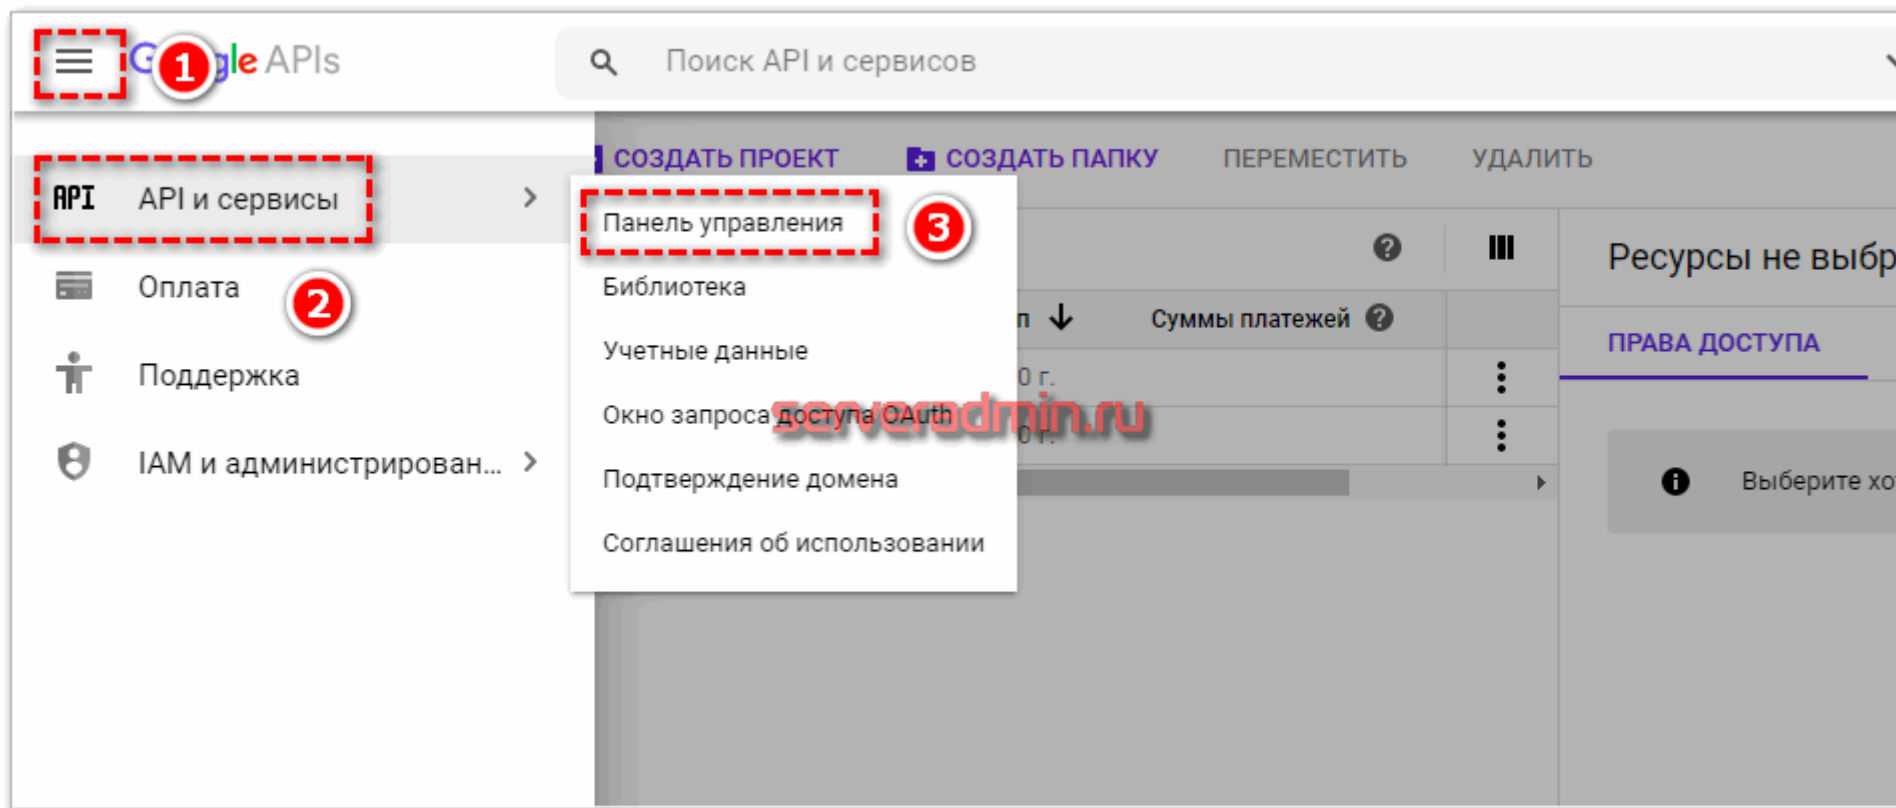 Google APIs
1
Поиск API и сервисов
СОЗДАТЬ ПРОЕКТ
СОЗДАТЬ ПАПКУ
ПЕРЕМЕСТИТЬ
УДАЛИТЬ
API API и сервисы
2
Оплата
Поддержка
IAM и администрирован...
Панель управления
3
Библиотека
Учетные данные
Окно запроса доступа OAuth
Подтверждение домена
Соглашения об использовании
п
Суммы платежей
0 г.
0 г.
serveradmin.ru
Ресурсы не выбр
ПРАВА ДОСТУПА
Выберите хо